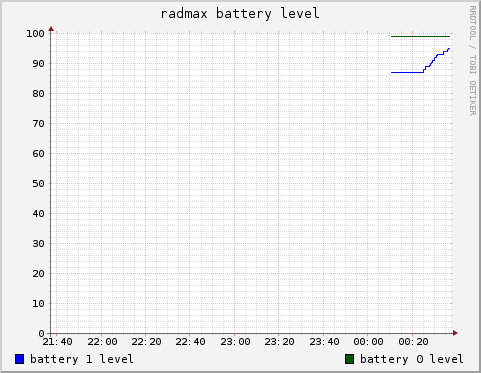 radmax battery level
RRDTOOL / TOBI OETIKER
100
90
80
70
60
50
40
30
20
10
0
21:40 22:00 22:20 22:40 23:00 23:20 23:40 00:00 00:20
battery 1 level battery 0 level